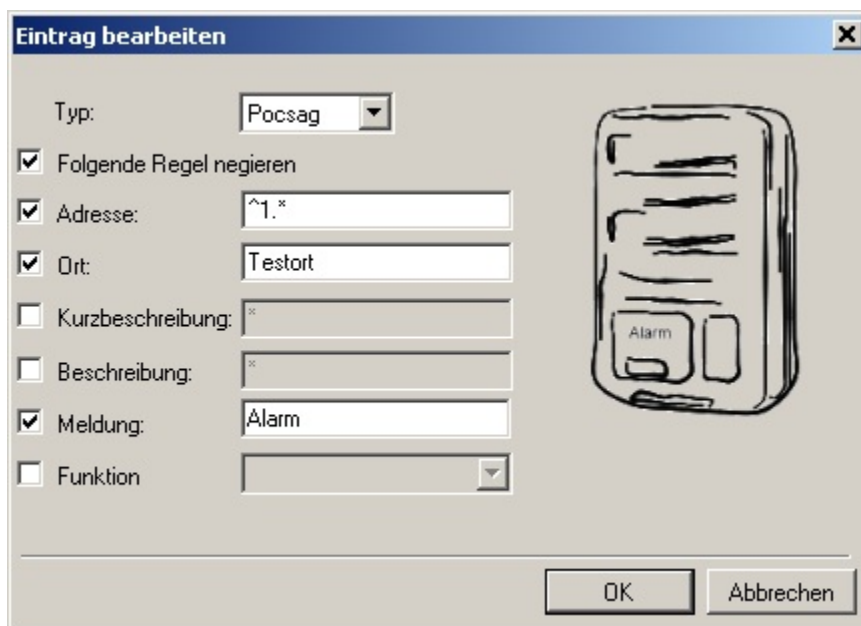 Eintrag bearbeiten
Typ: Pocsag
Folgende Regel negieren
Adresse: ^1.*
Ort: Testort
Kurzbeschreibung: *
Beschreibung: *
Meldung: Alarm
Funktion
Alarm
OK Abbrechen